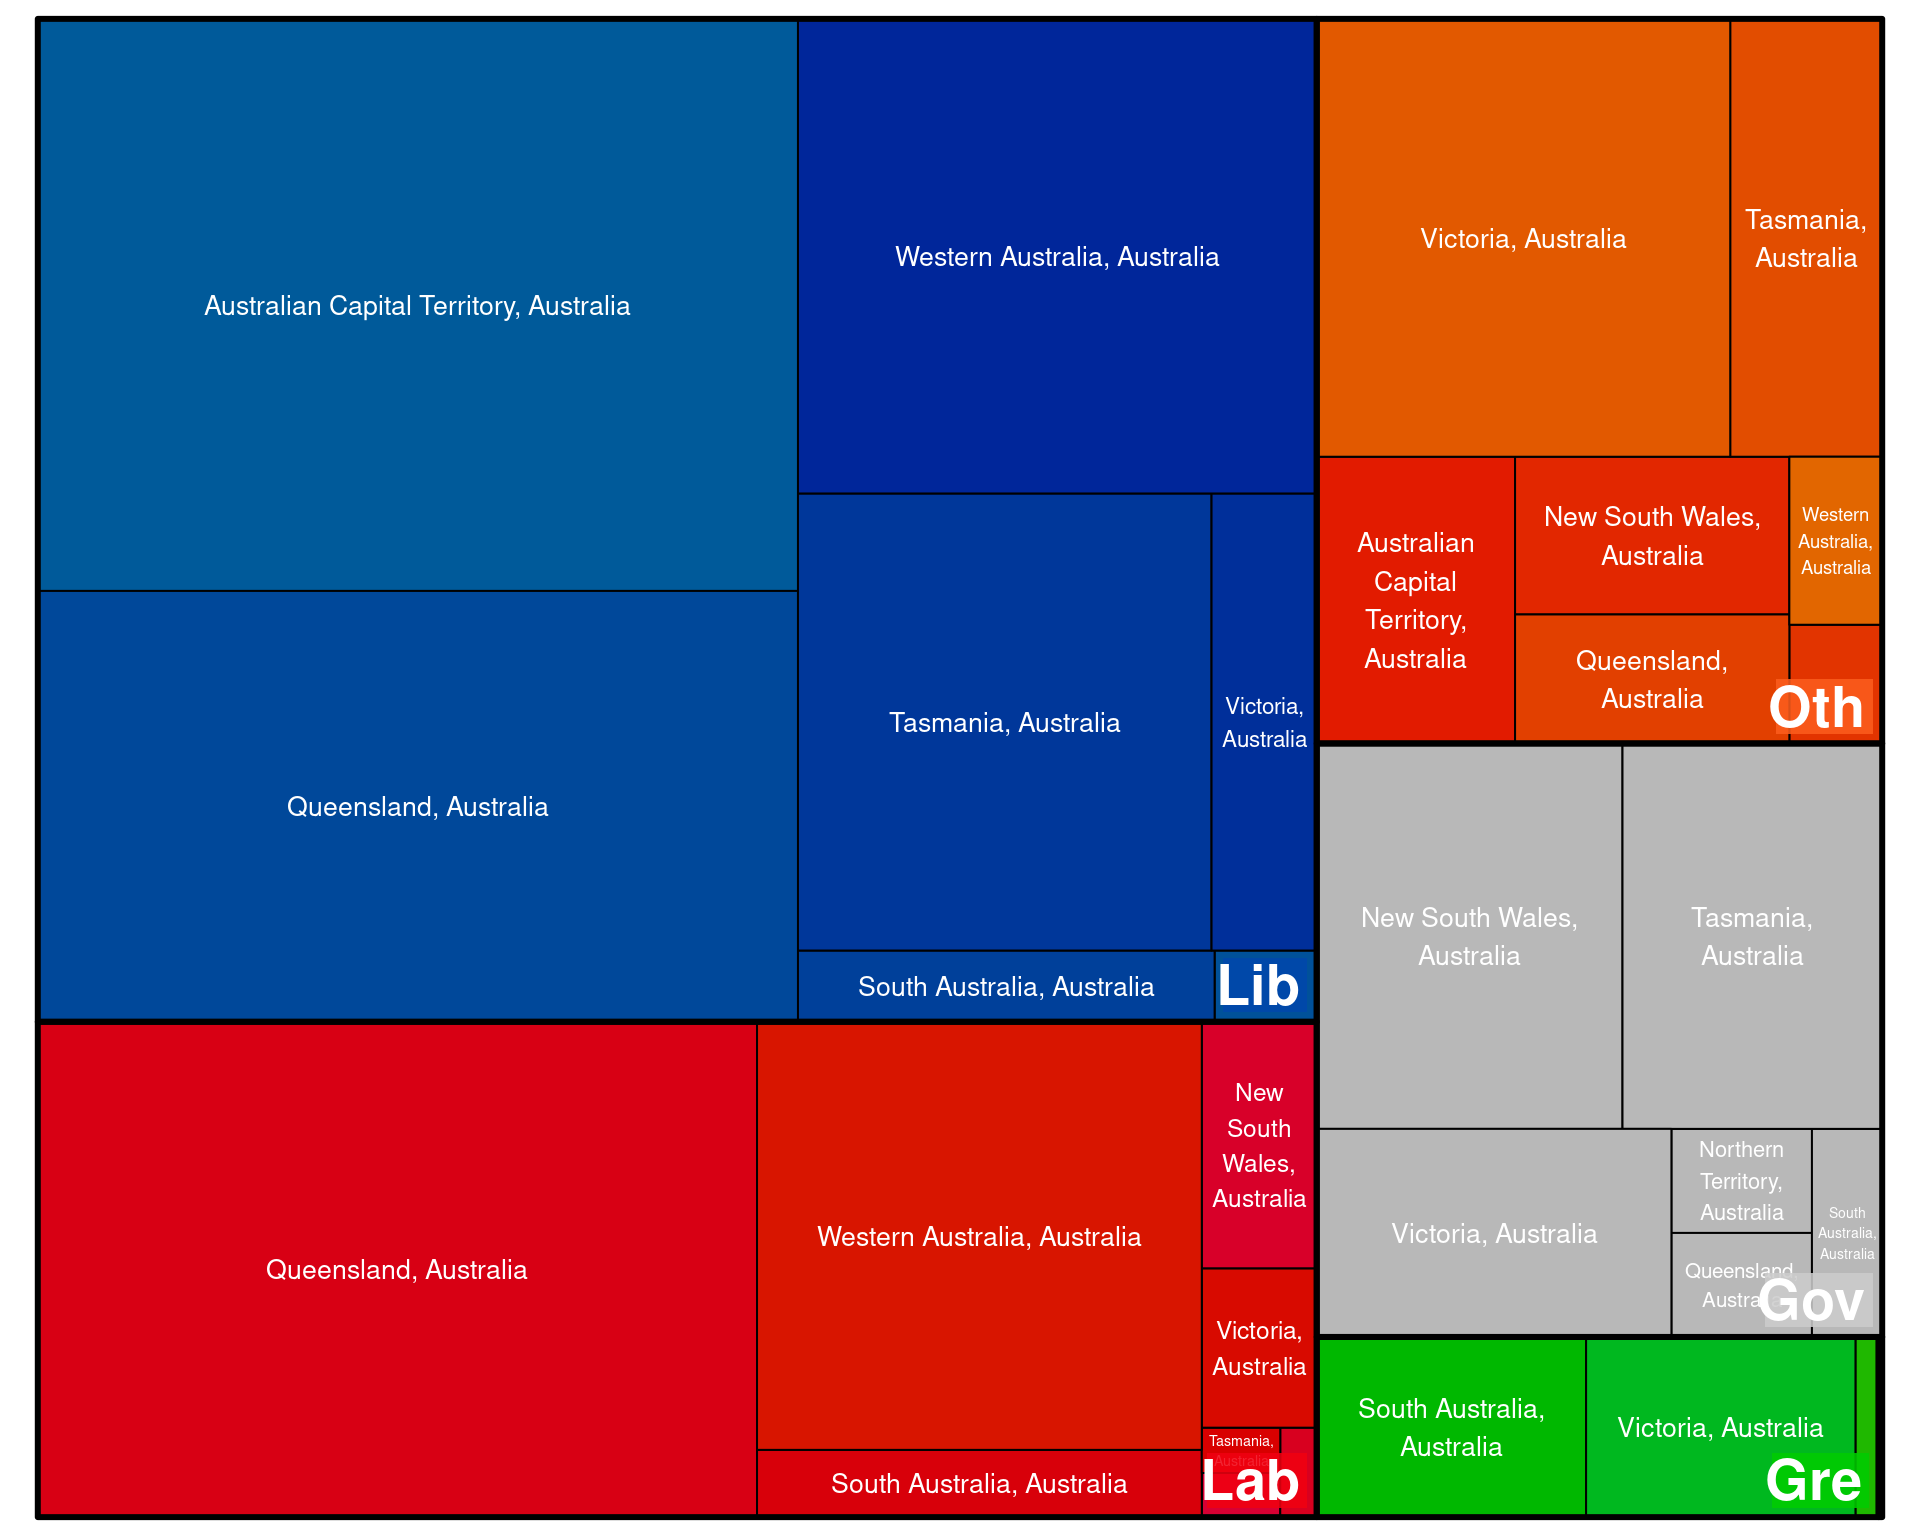 Australian Capital Territory, Australia
Queensland, Australia
Western Australia, Australia
Tasmania, Australia
Victoria,
Australia
South Australia, Australia
Lib
Queensland, Australia
Western Australia, Australia
South Australia, Australia
New
South
Wales,
Australia
Victoria,
Australia
Tasmania,
Australia
Lab
Victoria, Australia
Tasmania,
Australia
Australian
Capital
Territory,
Australia
New South Wales,
Australia
Queensland,
Australia
Western
Australia,
Australia
Oth
New South Wales,
Australia
Tasmania,
Australia
Victoria, Australia
Northern
Territory,
Australia
Queensland,
Australia
South
Australia,
Australia
Gov
South Australia,
Australia
Victoria, Australia
Gre